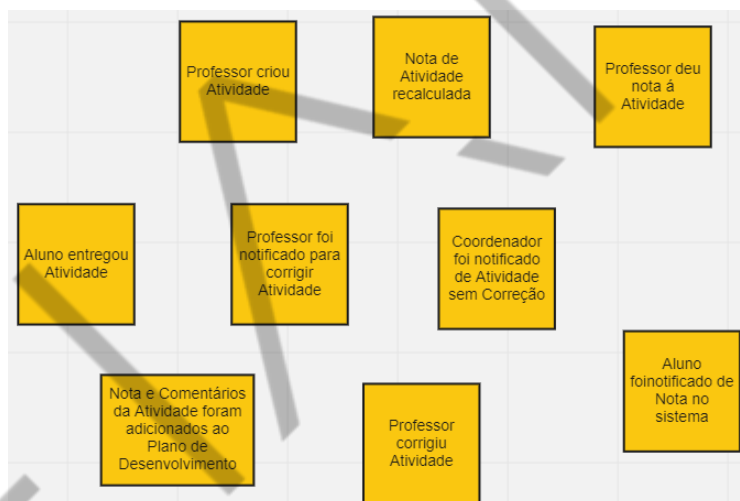 Professor criou
Atividade
Nota de
Atividade
recalculada
Professor deu
nota á
Atividade
Aluno entregou
Atividade
Professor foi
notificado para
corrigir
Atividade
Coordenador
foi notificado
de Atividade
sem Correção
Nota e Comentários
da Atividade foram
adicionados ao
Plano de
Desenvolvimento
Professor
corrigiu
Atividade
Aluno
foinotificado de
Nota no
sistema